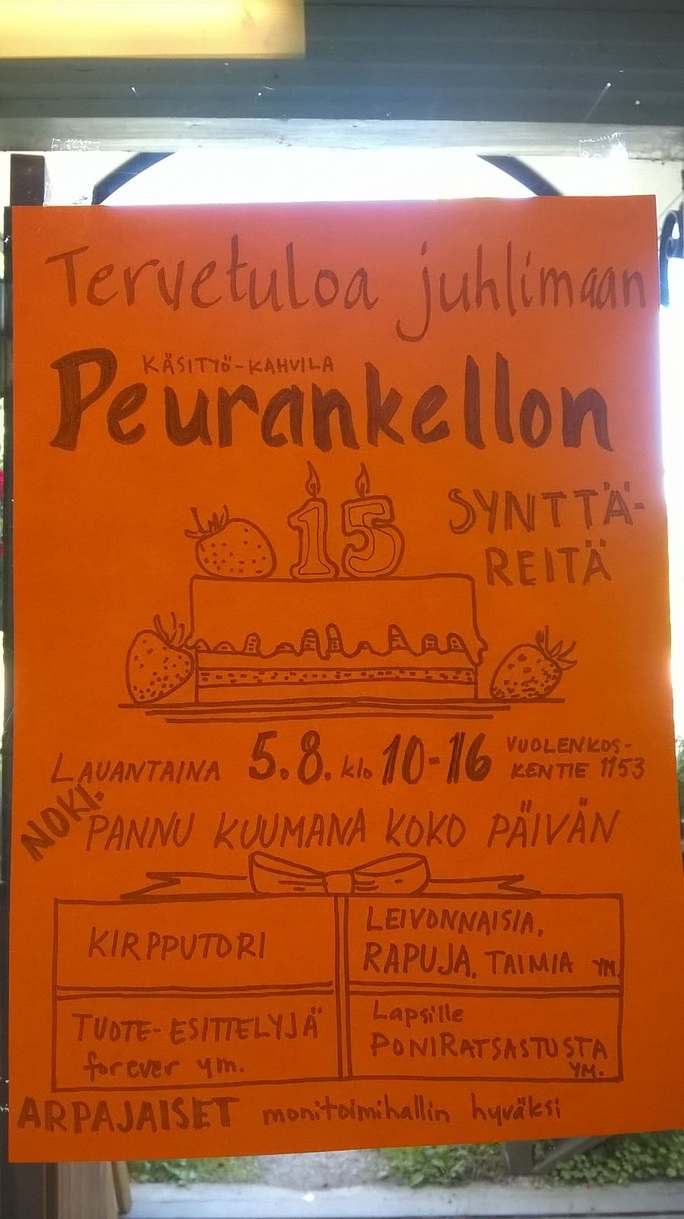 Tervetuloa juhlimaan
KÄSITYÖ-KAHVILA
Peurankellon
15
SYNTTÄ-
REITÄ
LAUANTAINA 5.8. klo 10-16
VUOLENKOS-
KENTIE 1153
NOKI-
PANNU KUUMANA KOKO PÄIVÄN
KIRPPUTORI
LEIVONNAISIA,
RAPUJA, TAIMIA YM.
TUOTE-ESITTELYJÄ
forever ym.
Lapsille
PONIRATSASTUSTA
YM.
ARPAJAISET monitoimihallin hyväksi